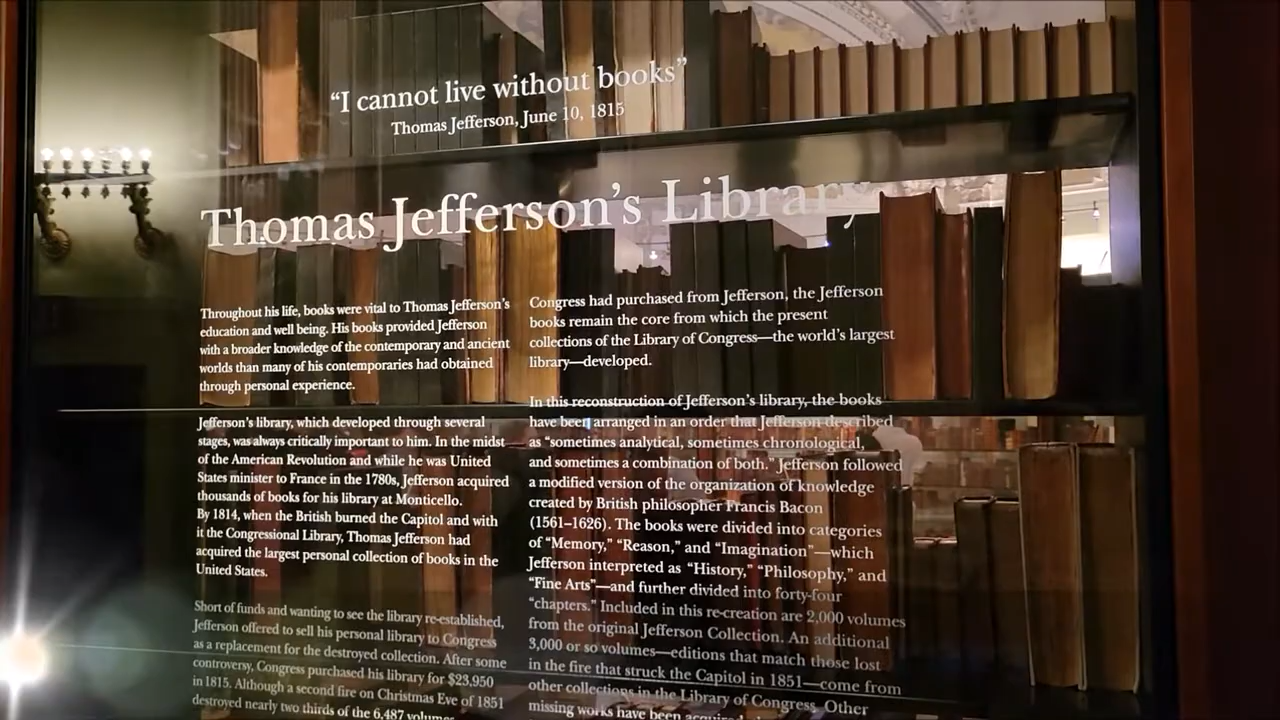 “I cannot live without books”
Thomas Jefferson, June 10, 1815
Thomas Jefferson’s Library
Throughout his life, books were vital to Thomas Jefferson’s
education and well being. His books provided Jefferson
with a broader knowledge of the contemporary and ancient
worlds than many of his contemporaries had obtained
through personal experience.
Jefferson’s library, which developed through several
stages, was always critically important to him. In the midst
of the American Revolution and while he was United
States minister to France in the 1780s, Jefferson acquired
thousands of books for his library at Monticello.
By 1814, when the British burned the Capitol and with
it the Congressional Library, Thomas Jefferson had
acquired the largest personal collection of books in the
United States.
Short of funds and wanting to see the library re-established,
Jefferson offered to sell his personal library to Congress
as a replacement for the destroyed collection. After some
controversy, Congress purchased his library for $23,950
in 1815. Although a second fire on Christmas Eve of 1851
destroyed nearly two thirds of the 6,487 volumes
Congress had purchased from Jefferson, the Jefferson
books remain the core from which the present
collections of the Library of Congress—the world’s largest
library—developed.
In this reconstruction of Jefferson’s library, the books
have been arranged in an order that Jefferson described
as “sometimes analytical, sometimes chronological,
and sometimes a combination of both.” Jefferson followed
a modified version of the organization of knowledge
created by British philosopher Francis Bacon
(1561–1626). The books were divided into categories
of “Memory,” “Reason,” and “Imagination”—which
Jefferson interpreted as “History,” “Philosophy,” and
“Fine Arts”—and further divided into forty-four
“chapters.” Included in this re-creation are 2,000 volumes
from the original Jefferson Collection. An additional
3,000 or so volumes—editions that match those lost
in the fire that struck the Capitol in 1851—come from
other collections in the Library of Congress. Other
missing works have been